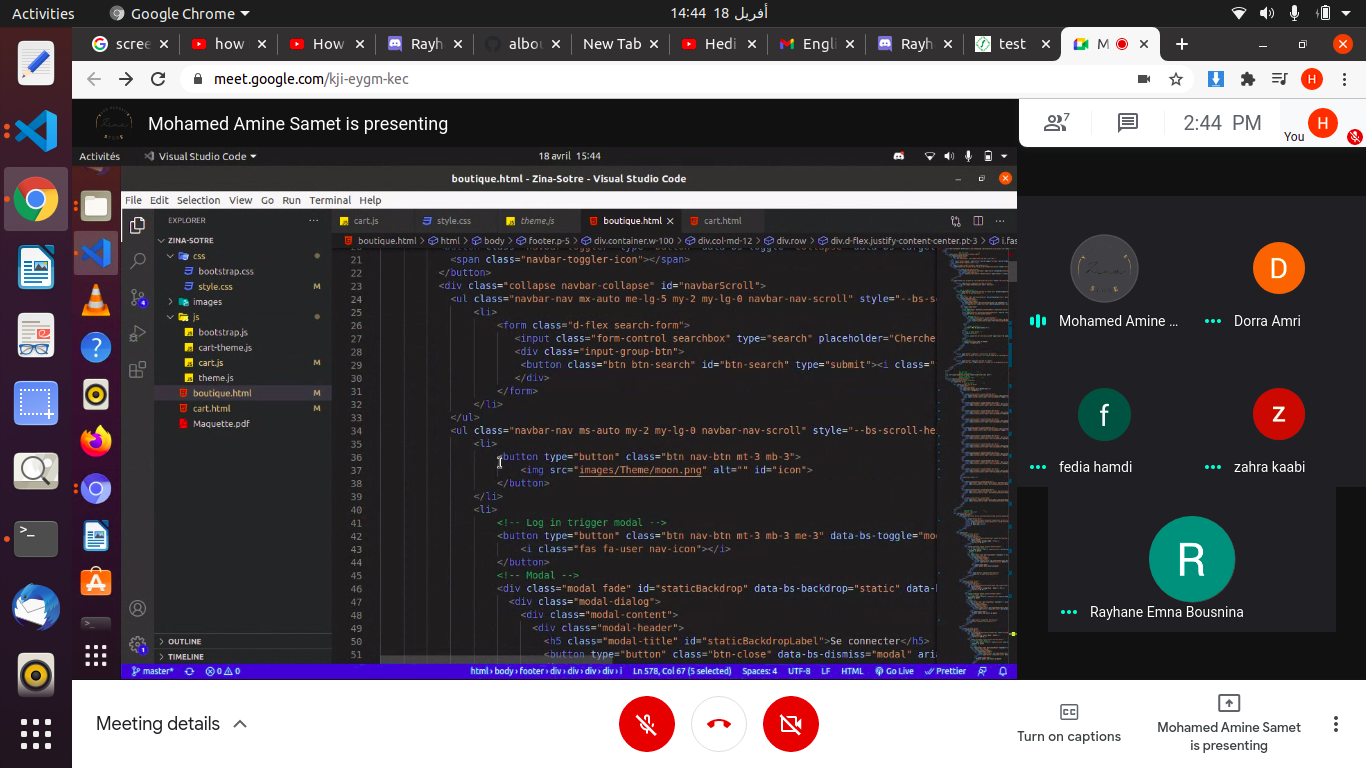 Activities
Google Chrome
14:44 18 أفريل
scree
how
How
Rayh
albou
New Tab
Hedi
Engli
Rayh
test
M
meet.google.com/kji-eygm-kec
H
Mohamed Amine Samet is presenting
7
2:44 PM
You
H
Activités
Visual Studio Code
18 avril 15:44
boutique.html - Zina-Sotre - Visual Studio Code
File Edit Selection View Go Run Terminal Help
EXPLORER
cart.js
style.css
theme.js
boutique.html
cart.html
boutique.html › html › body › footer.p-5 › div.container.w-100 › div.col-md-12 › div.row › div.d-flex.justify-content-center.pt-3 › i.fas
ZINA-SOTRE
css
bootstrap.css
style.css M
images
js
bootstrap.js
cart-theme.js
cart.js M
theme.js
boutique.html M
cart.html M
Maquette.pdf
OUTLINE
TIMELINE
21 <span class="navbar-toggler-icon"></span>
22 </button>
23 <div class="collapse navbar-collapse" id="navbarScroll">
24 <ul class="navbar-nav mx-auto me-lg-5 my-2 my-lg-0 navbar-nav-scroll" style="--bs-sc
25 <li>
26 <form class="d-flex search-form">
27 <input class="form-control searchbox" type="search" placeholder="Cherche
28 <div class="input-group-btn">
29 <button class="btn btn-search" id="btn-search" type="submit"><i class="
30 </div>
31 </form>
32 </li>
33 </ul>
34 <ul class="navbar-nav ms-auto my-2 my-lg-0 navbar-nav-scroll" style="--bs-scroll-he
35 <li>
36 <button type="button" class="btn nav-btn mt-3 mb-3">
37 <img src="images/Theme/moon.png" alt="" id="icon">
38 </button>
39 </li>
40 <li>
41 <!-- Log in trigger modal -->
42 <button type="button" class="btn nav-btn mt-3 mb-3 me-3" data-bs-toggle="mod
43 <i class="fas fa-user nav-icon"></i>
44 </button>
45 <!-- Modal -->
46 <div class="modal fade" id="staticBackdrop" data-bs-backdrop="static" data-b
47 <div class="modal-dialog">
48 <div class="modal-content">
49 <div class="modal-header">
50 <h5 class="modal-title" id="staticBackdropLabel">Se connecter</h5>
51 <button type="button" class="btn-close" data-bs-dismiss="modal" aria
master*
0 0
html › body › footer › div › div › div › div › i
Ln 578, Col 67 (5 selected)
Spaces: 4
UTF-8
LF
HTML
Go Live
Prettier
Mohamed Amine ...
D
Dorra Amri
f
fedia hamdi
z
zahra kaabi
R
Rayhane Emna Bousnina
Meeting details
Turn on captions
Mohamed Amine Samet
is presenting